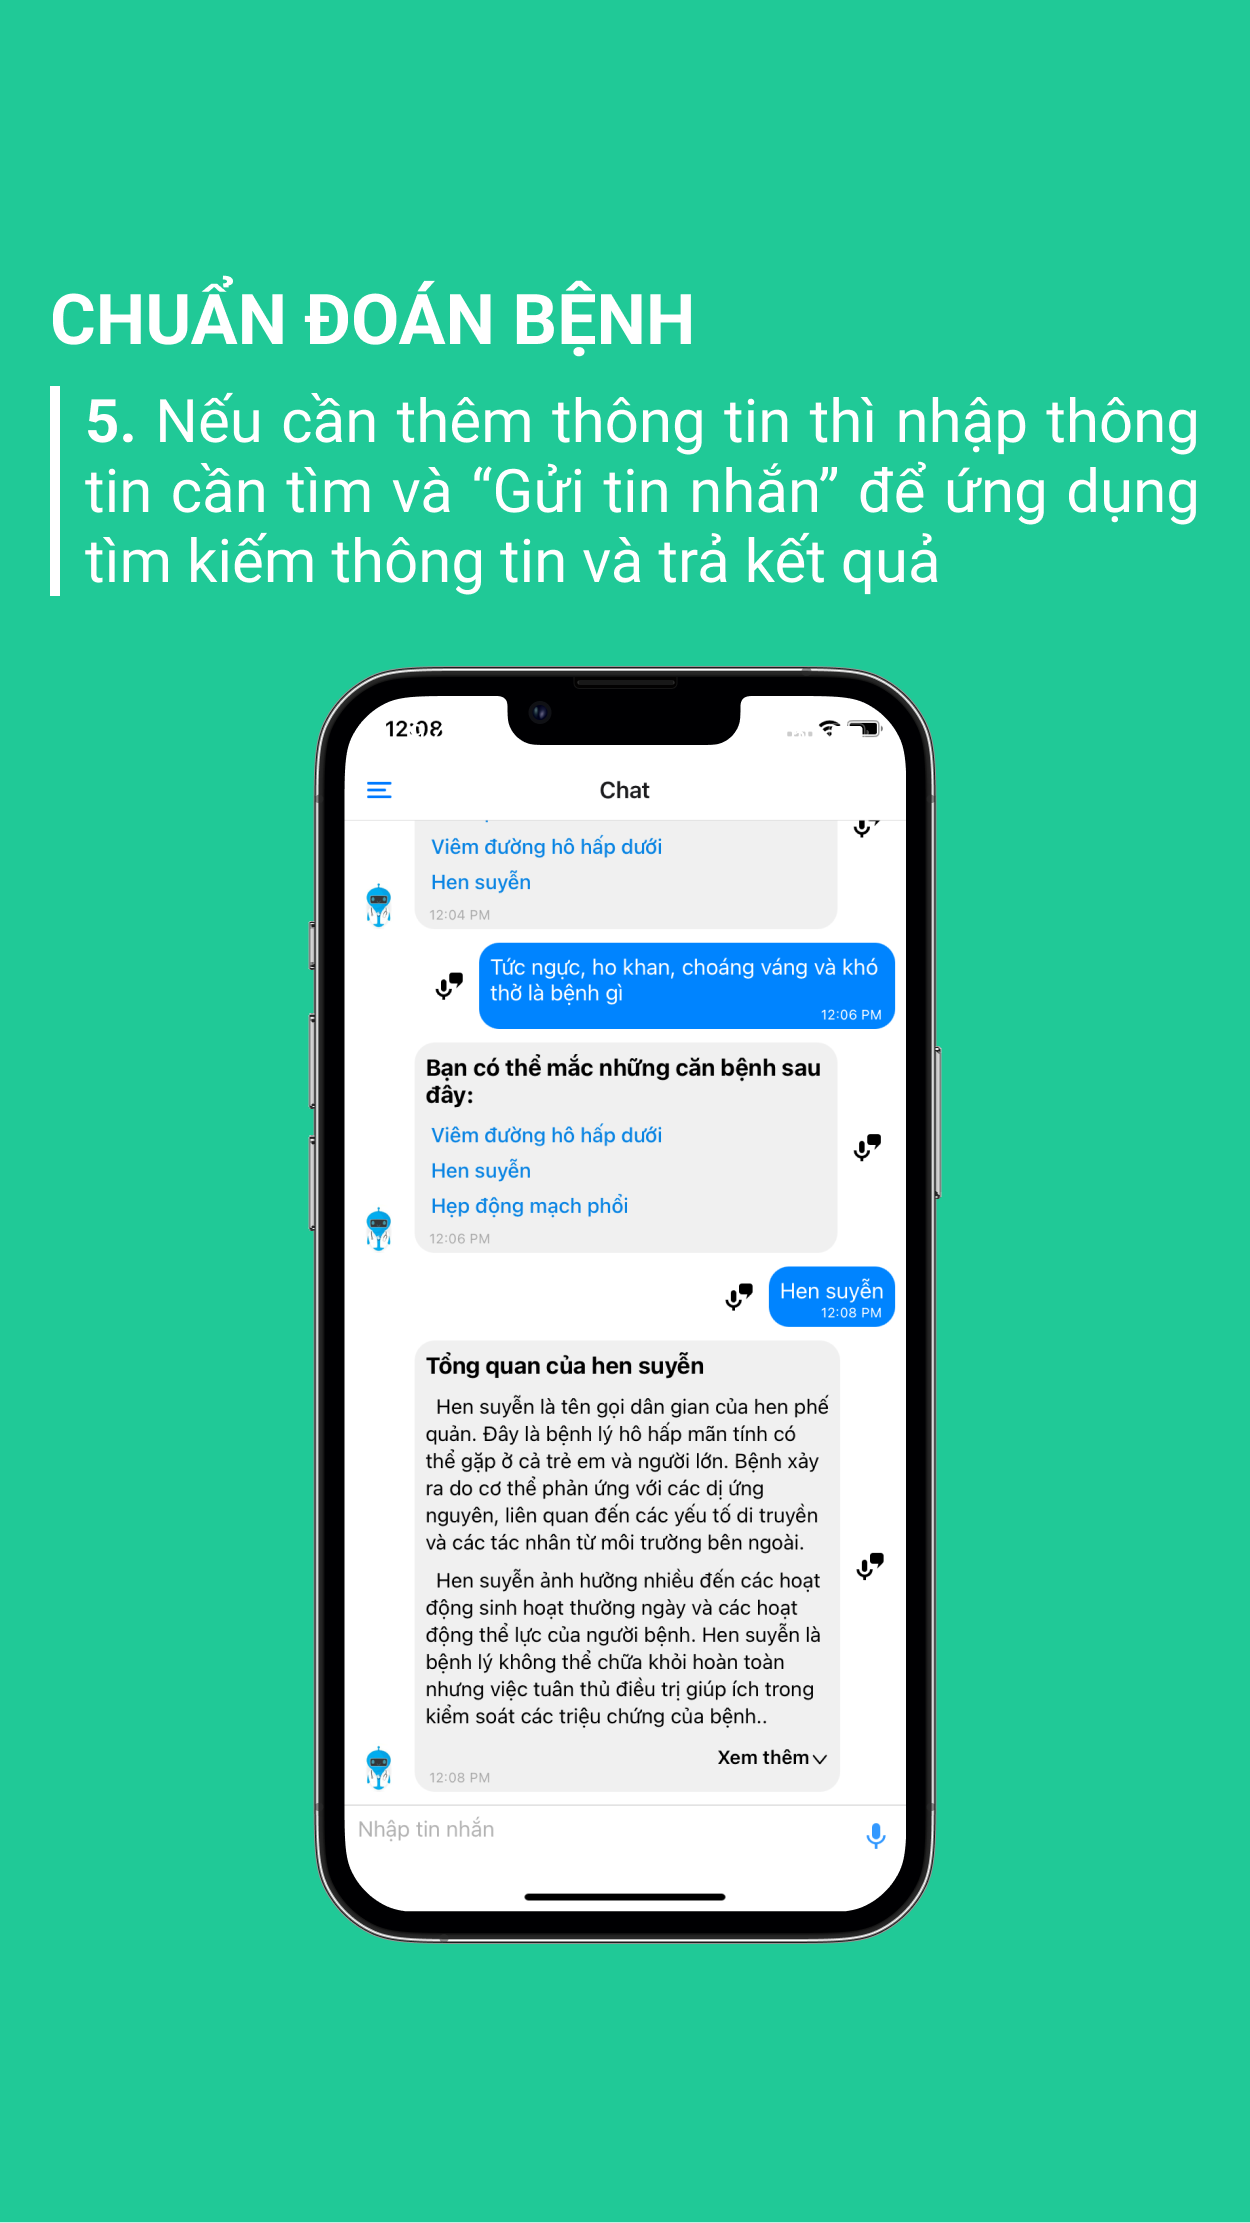 CHUẨN ĐOÁN BỆNH
5. Nếu cần thêm thông tin thì nhập thông
tin cần tìm và “Gửi tin nhắn” để ứng dụng
tìm kiếm thông tin và trả kết quả
12:08
Chat
Viêm đường hô hấp dưới
Hen suyễn
12:04 PM
Tức ngực, ho khan, choáng váng và khó
thở là bệnh gì
12:06 PM
Bạn có thể mắc những căn bệnh sau
đây:
Viêm đường hô hấp dưới
Hen suyễn
Hẹp động mạch phổi
12:06 PM
Hen suyễn
12:08 PM
Tổng quan của hen suyễn
Hen suyễn là tên gọi dân gian của hen phế
quản. Đây là bệnh lý hô hấp mãn tính có
thể gặp ở cả trẻ em và người lớn. Bệnh xảy
ra do cơ thể phản ứng với các dị ứng
nguyên, liên quan đến các yếu tố di truyền
và các tác nhân từ môi trường bên ngoài.
Hen suyễn ảnh hưởng nhiều đến các hoạt
động sinh hoạt thường ngày và các hoạt
động thể lực của người bệnh. Hen suyễn là
bệnh lý không thể chữa khỏi hoàn toàn
nhưng việc tuân thủ điều trị giúp ích trong
kiểm soát các triệu chứng của bệnh..
Xem thêm
12:08 PM
Nhập tin nhắn